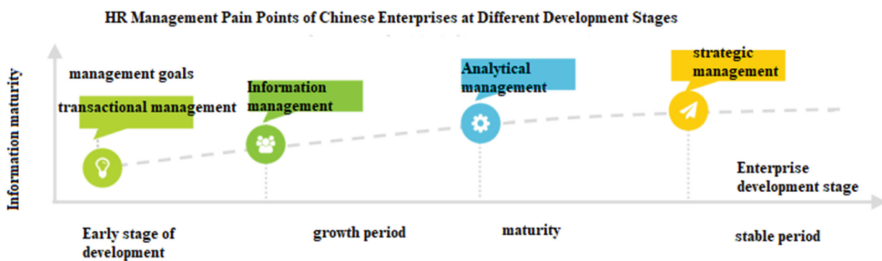 HR Management Pain Points of Chinese Enterprises at Different Development Stages
Information maturity
management goals
transactional management
Information
management
Analytical
management
strategic
management
Enterprise
development stage
Early stage of
development
growth period
maturity
stable period